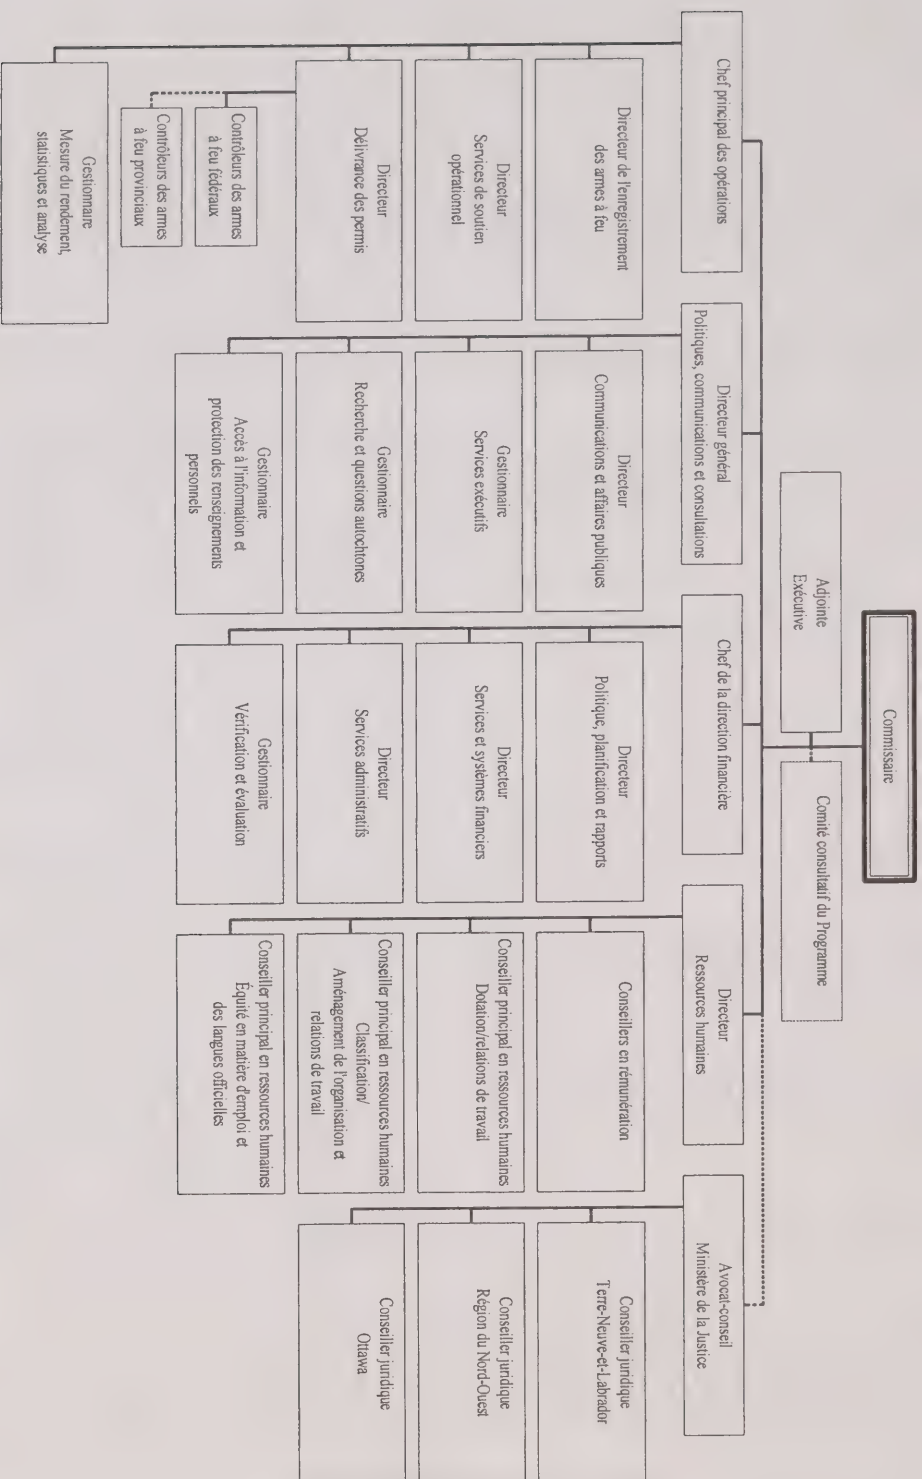 Commissaire
Adjointe
Exécutive
Comité consultatif du Programme
Chef principal des opérations
Directeur de l'enregistrement
des armes à feu
Directeur
Services de soutien
opérationnel
Directeur
Délivrance des permis
Contrôleurs des armes
à feu fédéraux
Contrôleurs des armes
à feu provinciaux
Gestionnaire
Mesure du rendement,
statistiques et analyse
Directeur général
Politiques, communications et consultations
Directeur
Communications et affaires publiques
Gestionnaire
Services exécutifs
Gestionnaire
Recherche et questions autochtones
Gestionnaire
Accès à l'information et
protection des renseignements
personnels
Chef de la direction financière
Directeur
Politique, planification et rapports
Directeur
Services et systèmes financiers
Directeur
Services administratifs
Gestionnaire
Vérification et évaluation
Directeur
Ressources humaines
Conseillers en rémunération
Conseiller principal en ressources humaines
Dotation/relations de travail
Conseiller principal en ressources humaines
Classification/
Aménagement de l'organisation et
relations de travail
Conseiller principal en ressources humaines
Équité en matière d'emploi et
des langues officielles
Avocat-conseil
Ministère de la Justice
Conseiller juridique
Terre-Neuve-et-Labrador
Conseiller juridique
Région du Nord-Ouest
Conseiller juridique
Ottawa